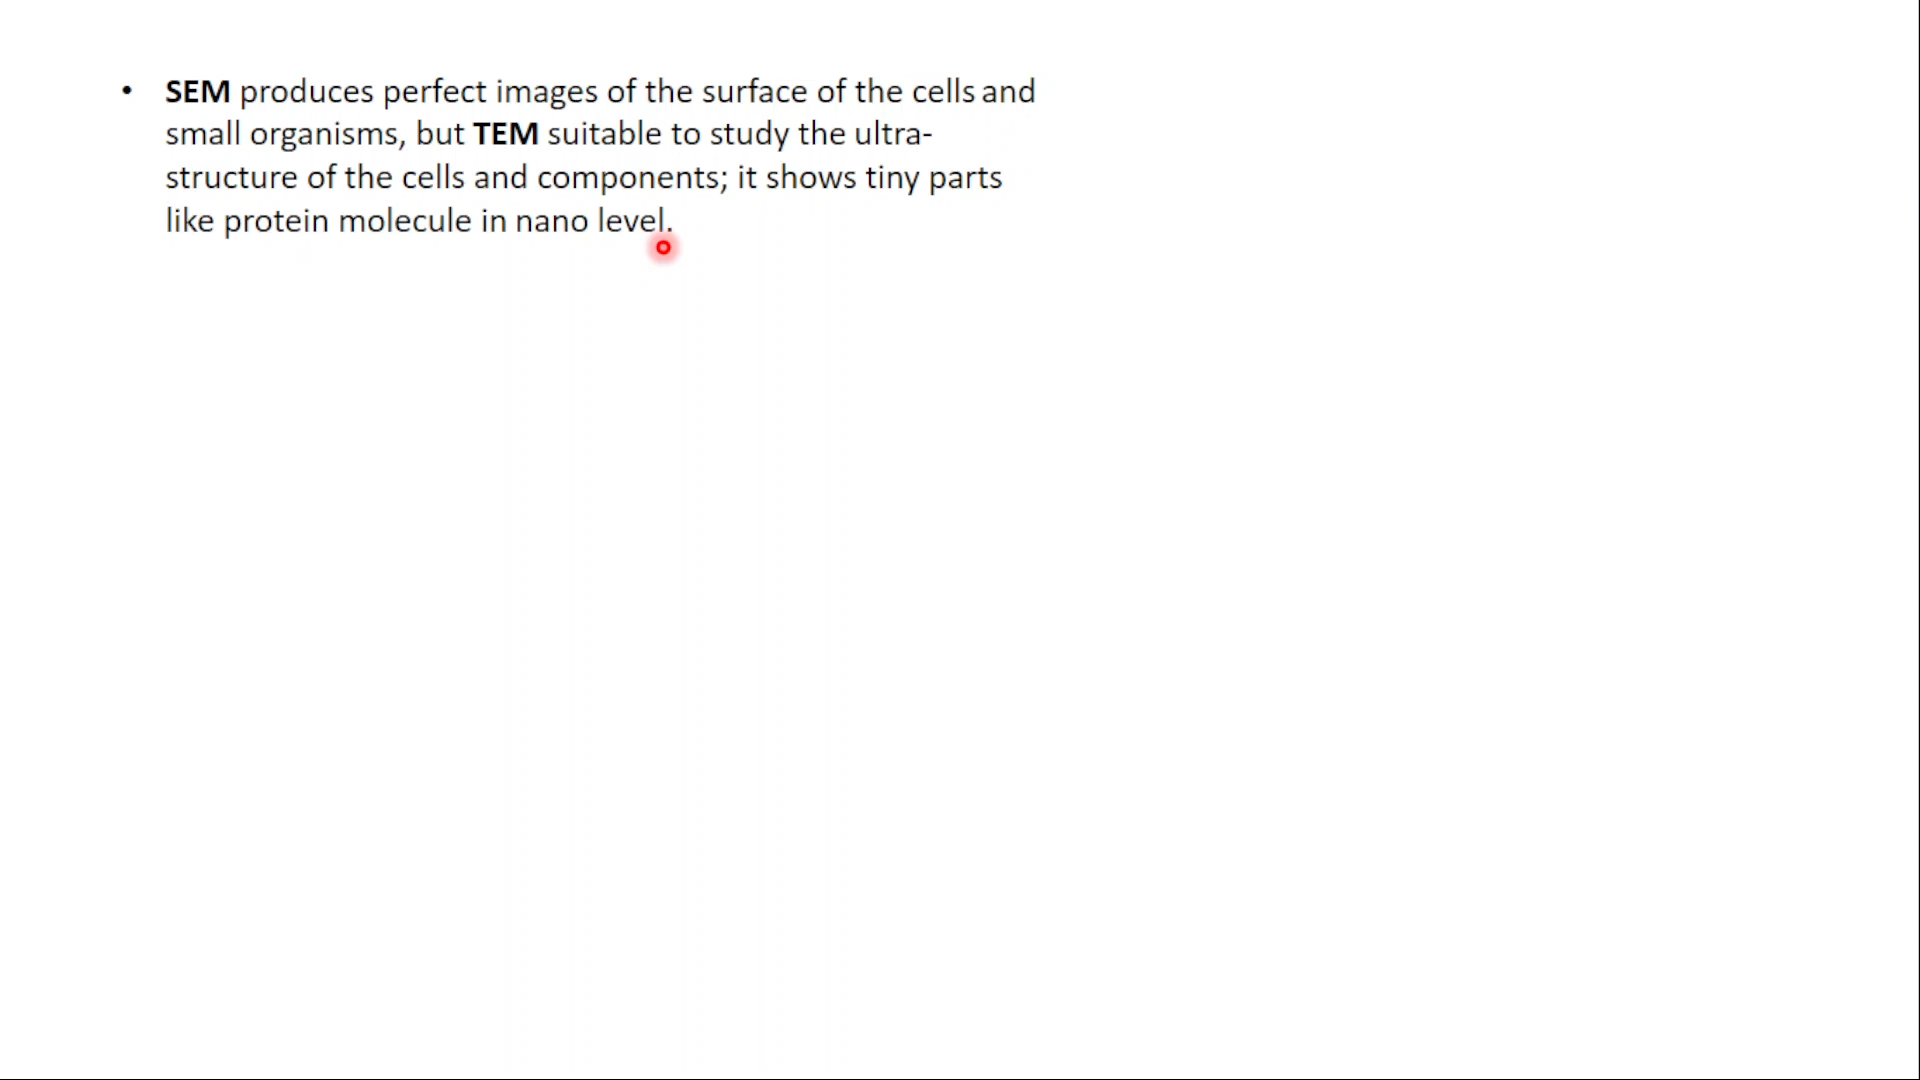 • SEM produces perfect images of the surface of the cells and
small organisms, but TEM suitable to study the ultra-
structure of the cells and components; it shows tiny parts
like protein molecule in nano level.